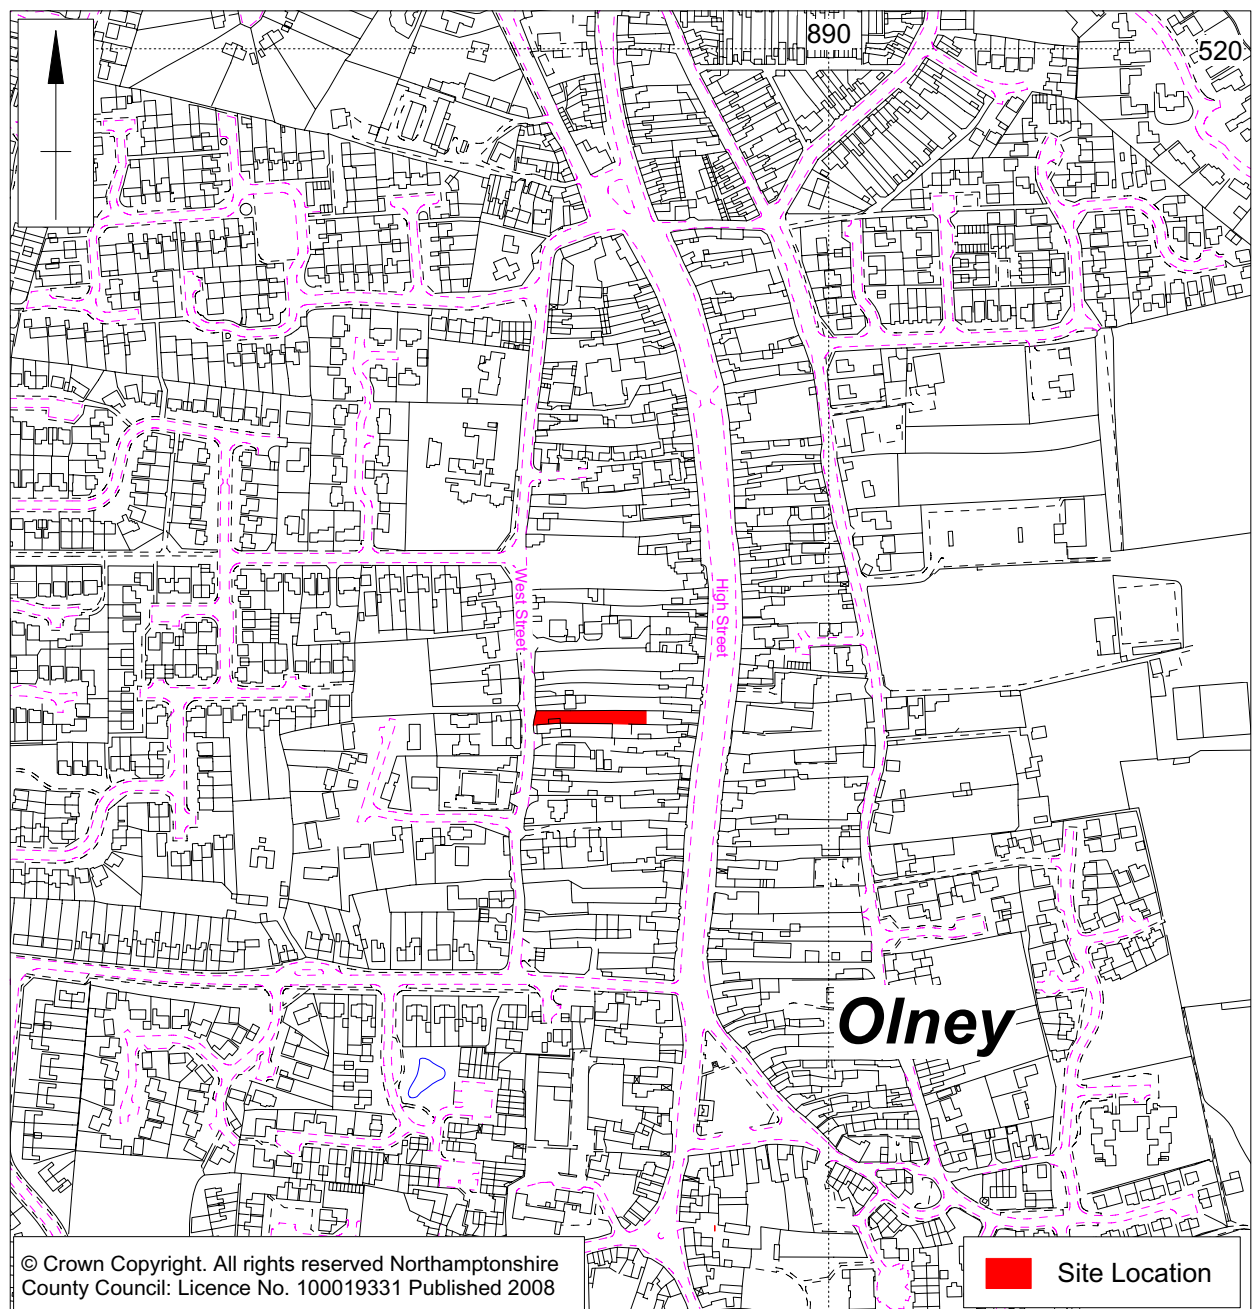 890
520
West Street
High Street
Olney
© Crown Copyright. All rights reserved Northamptonshire
County Council: Licence No. 100019331 Published 2008
Site Location